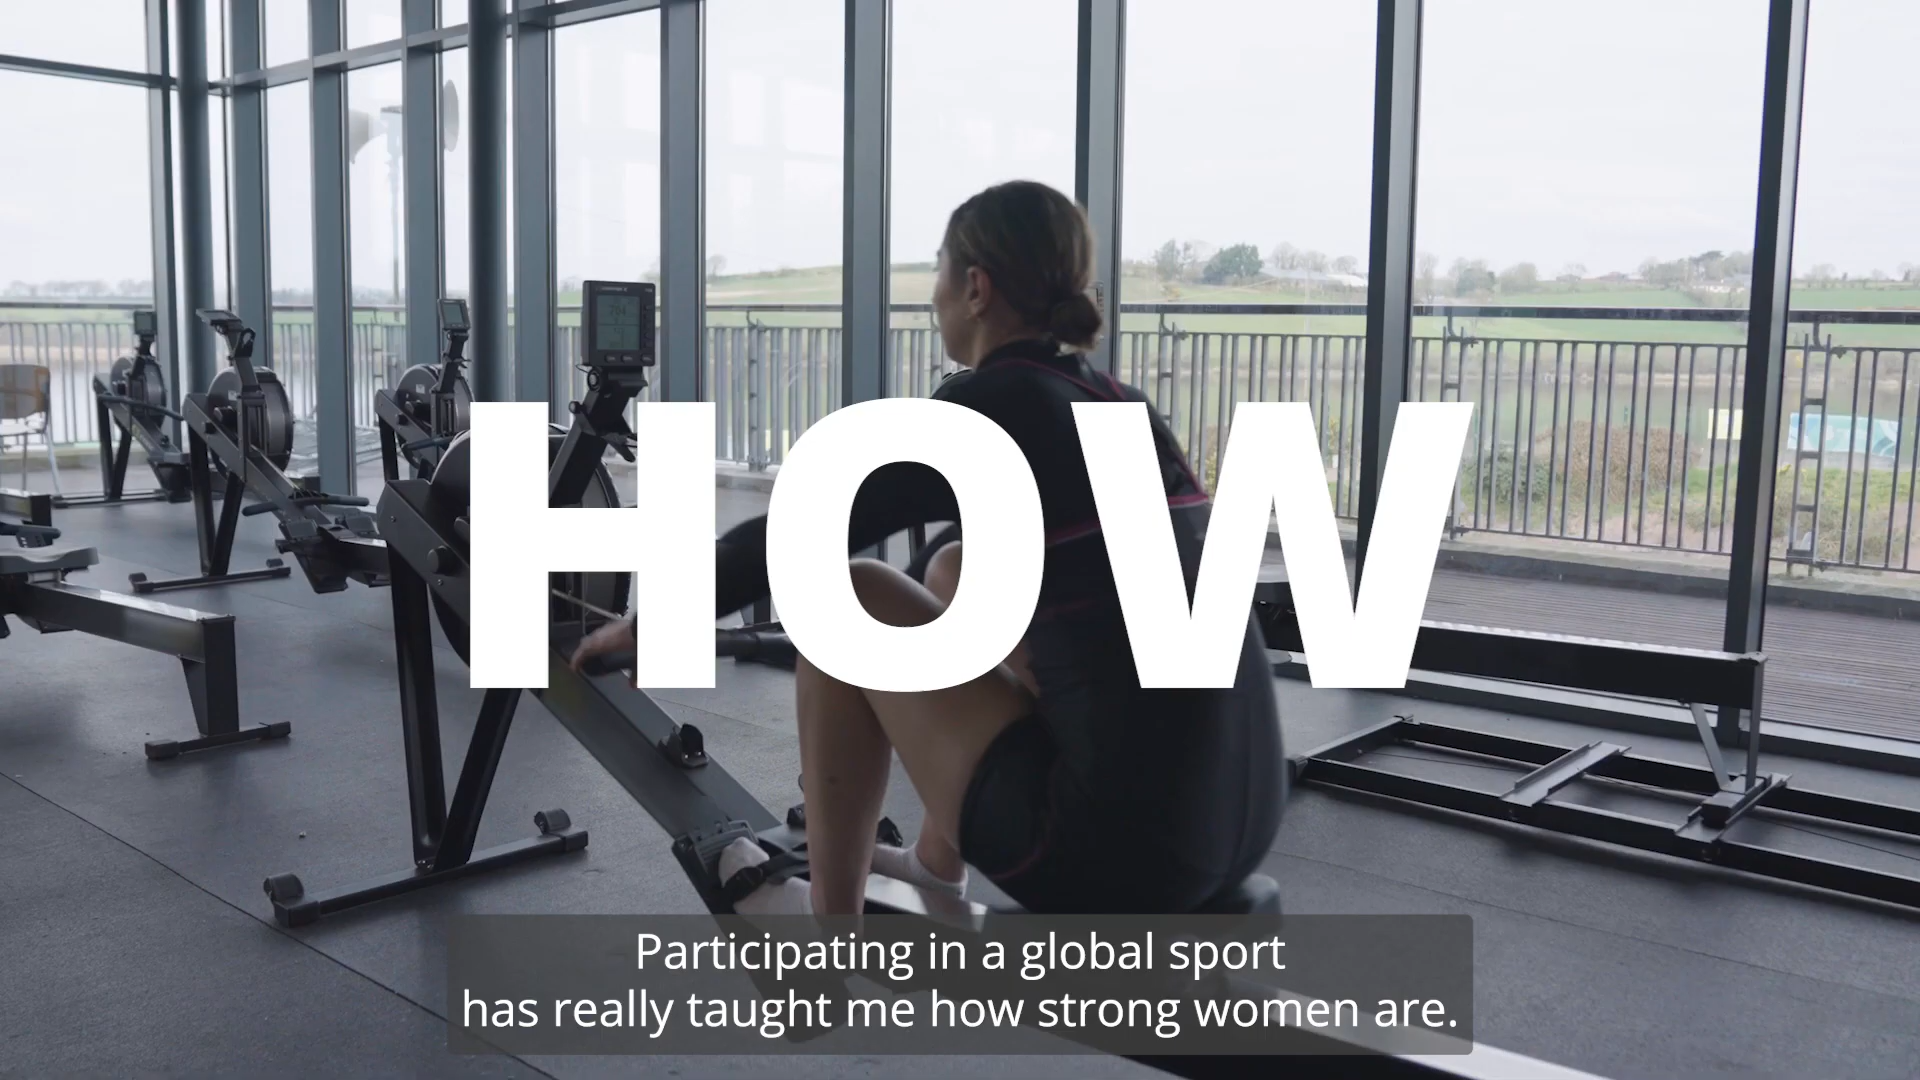 HOW
Participating in a global sport
has really taught me how strong women are.